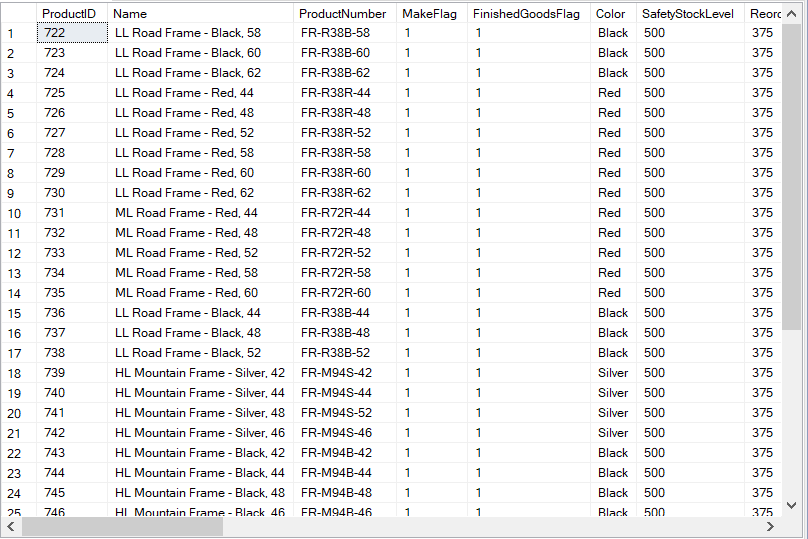 ProductID Name ProductNumber MakeFlag FinishedGoodsFlag Color SafetyStockLevel Reorc
1 722 LL Road Frame - Black, 58 FR-R38B-58 1 1 Black 500 375
2 723 LL Road Frame - Black, 60 FR-R38B-60 1 1 Black 500 375
3 724 LL Road Frame - Black, 62 FR-R38B-62 1 1 Black 500 375
4 725 LL Road Frame - Red, 44 FR-R38R-44 1 1 Red 500 375
5 726 LL Road Frame - Red, 48 FR-R38R-48 1 1 Red 500 375
6 727 LL Road Frame - Red, 52 FR-R38R-52 1 1 Red 500 375
7 728 LL Road Frame - Red, 58 FR-R38R-58 1 1 Red 500 375
8 729 LL Road Frame - Red, 60 FR-R38R-60 1 1 Red 500 375
9 730 LL Road Frame - Red, 62 FR-R38R-62 1 1 Red 500 375
10 731 ML Road Frame - Red, 44 FR-R72R-44 1 1 Red 500 375
11 732 ML Road Frame - Red, 48 FR-R72R-48 1 1 Red 500 375
12 733 ML Road Frame - Red, 52 FR-R72R-52 1 1 Red 500 375
13 734 ML Road Frame - Red, 58 FR-R72R-58 1 1 Red 500 375
14 735 ML Road Frame - Red, 60 FR-R72R-60 1 1 Red 500 375
15 736 LL Road Frame - Black, 44 FR-R38B-44 1 1 Black 500 375
16 737 LL Road Frame - Black, 48 FR-R38B-48 1 1 Black 500 375
17 738 LL Road Frame - Black, 52 FR-R38B-52 1 1 Black 500 375
18 739 HL Mountain Frame - Silver, 42 FR-M94S-42 1 1 Silver 500 375
19 740 HL Mountain Frame - Silver, 44 FR-M94S-44 1 1 Silver 500 375
20 741 HL Mountain Frame - Silver, 48 FR-M94S-52 1 1 Silver 500 375
21 742 HL Mountain Frame - Silver, 46 FR-M94S-46 1 1 Silver 500 375
22 743 HL Mountain Frame - Black, 42 FR-M94B-42 1 1 Black 500 375
23 744 HL Mountain Frame - Black, 44 FR-M94B-44 1 1 Black 500 375
24 745 HL Mountain Frame - Black, 48 FR-M94B-48 1 1 Black 500 375
25 746 HL Mountain Frame - Black, 46 FR-M94B-46 1 1 Black 500 375